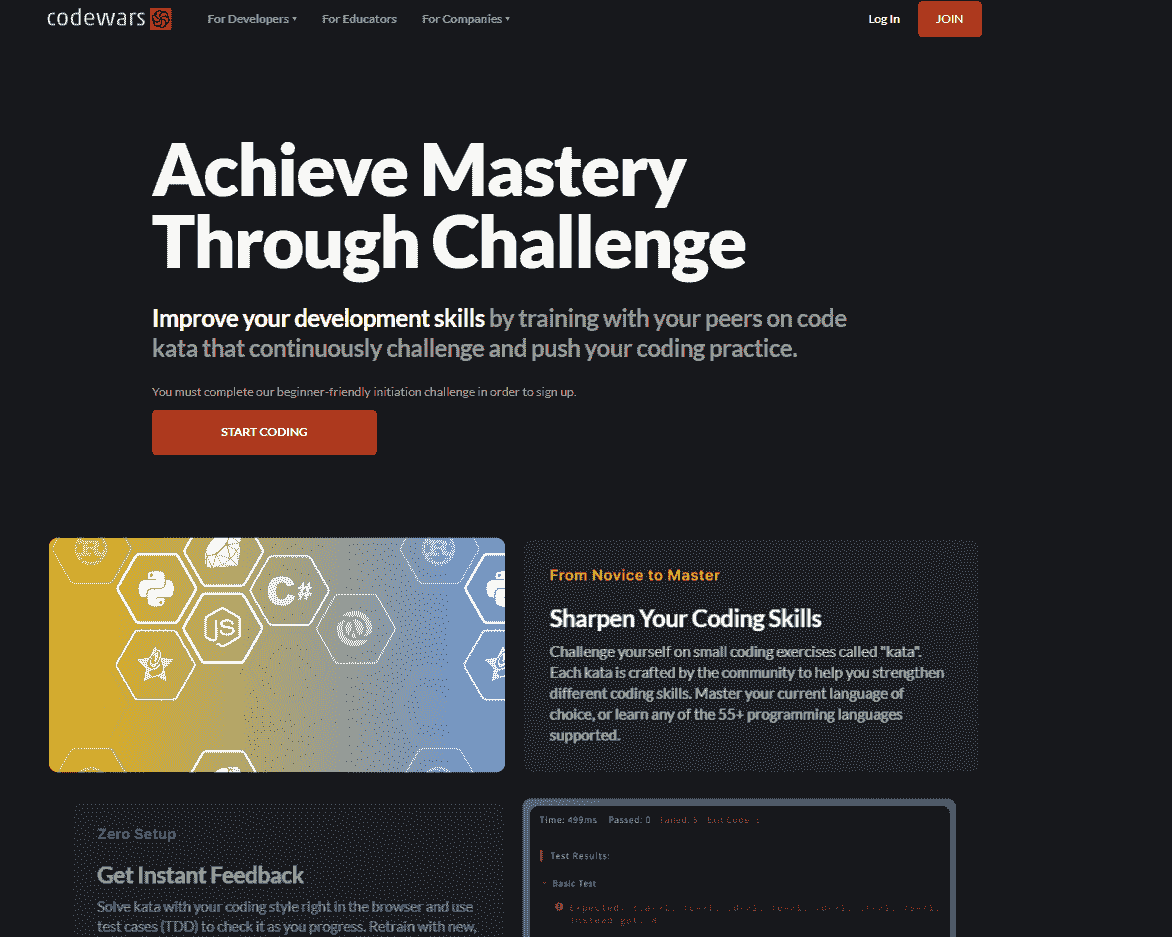 codewars
For Developers ▾
For Educators
For Companies ▾
Log In
JOIN
Achieve Mastery
Through Challenge
Improve your development skills by training with your peers on code
kata that continuously challenge and push your coding practice.
You must complete our beginner-friendly initiation challenge in order to sign up.
START CODING
C#
JS
@
From Novice to Master
Sharpen Your Coding Skills
Challenge yourself on small coding exercises called "kata".
Each kata is crafted by the community to help you strengthen
different coding skills. Master your current language of
choice, or learn any of the 55+ programming languages
supported.
Zero Setup
Get Instant Feedback
Solve kata with your coding style right in the browser and use
test cases (TDD) to check it as you progress. Retrain with new,
Time: 499ms Passed: 0
Test Results:
Basic Test
Expected:
instead got: